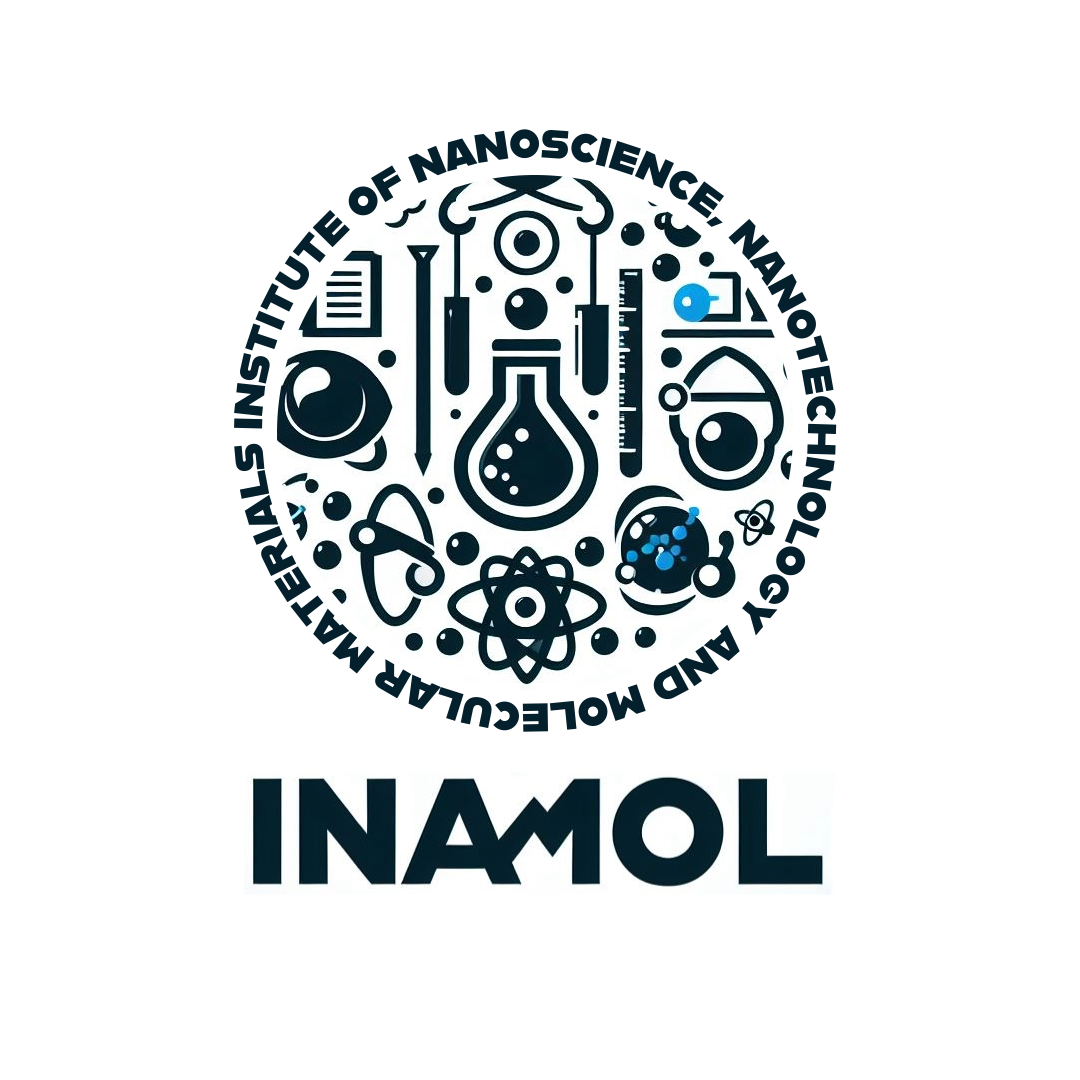 INSTITUTE OF NANOSCIENCE, NANOTECHNOLOGY AND MOLECULAR MATERIALS
INAMOL